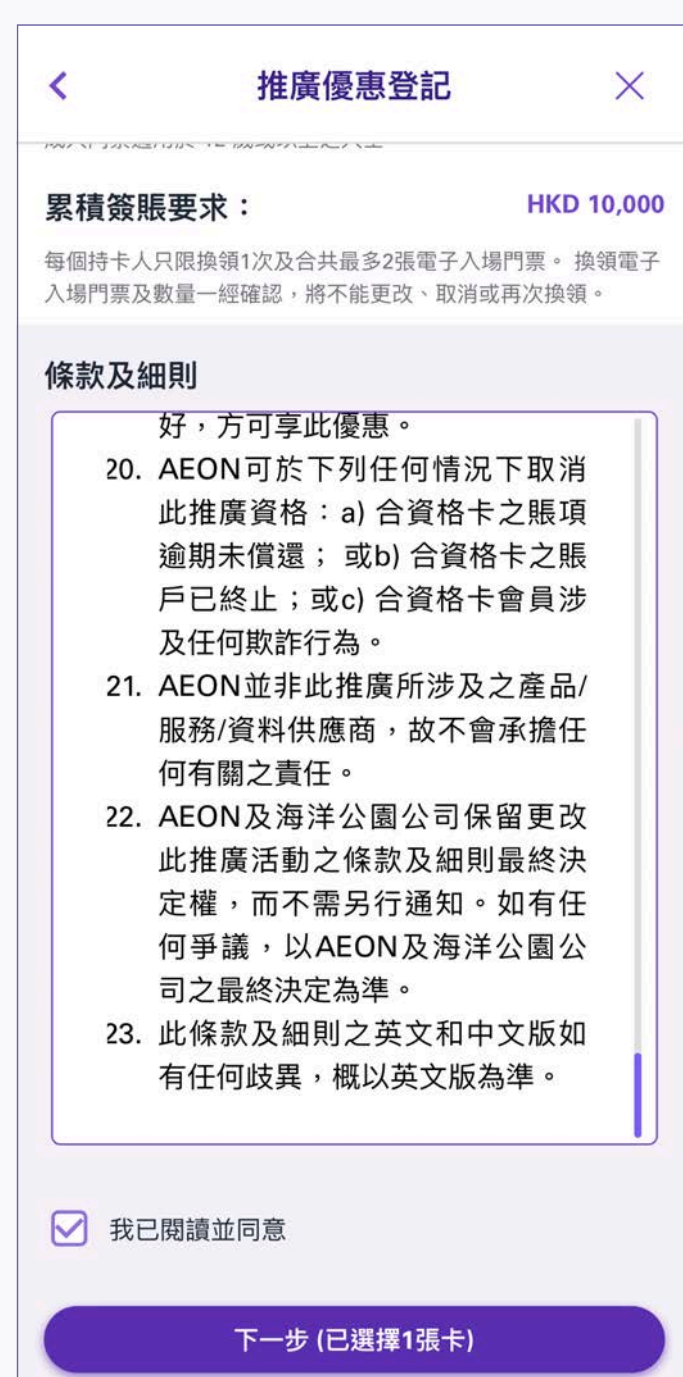 推廣優惠登記
累積簽賬要求：
HKD 10,000
每個持卡人只限換領1次及合共最多2張電子入場門票。 換領電子
入場門票及數量一經確認，將不能更改、取消或再次換領。
條款及細則
好，方可享此優惠。
20. AEON可於下列任何情況下取消
此推廣資格：a) 合資格卡之賬項
逾期未償還； 或b) 合資格卡之賬
戶已終止；或c) 合資格卡會員涉
及任何欺詐行為。
21. AEON並非此推廣所涉及之產品/
服務/資料供應商，故不會承擔任
何有關之責任。
22. AEON及海洋公園公司保留更改
此推廣活動之條款及細則最終決
定權，而不需另行通知。如有任
何爭議，以AEON及海洋公園公
司之最終決定為準。
23. 此條款及細則之英文和中文版如
有任何歧異，概以英文版為準。
我已閱讀並同意
下一步 (已選擇1張卡)